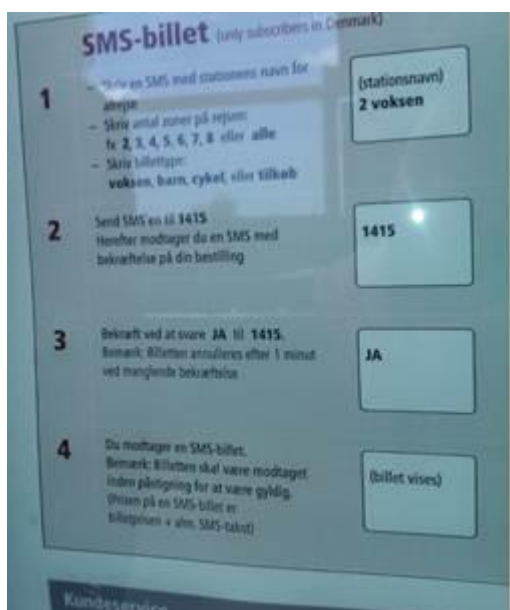 SMS-billet (only subscribers in Denmark)
1
– Skriv en SMS med stationens navn for
afrejse
– Skriv antal zoner på rejsen:
fx 2, 3, 4, 5, 6, 7, 8 eller alle
– Skriv billettype:
voksen, barn, cykel, eller tilkøb
(stationsnavn)
2 voksen
2
Send SMS'en til 1415
Herefter modtager du en SMS med
bekræftelse på din bestilling
1415
3
Bekræft ved at svare JA til 1415.
Bemærk: Billetten annulleres efter 1 minut
ved manglende bekræftelse
JA
4
Du modtager en SMS-billet.
Bemærk: Billetten skal være modtaget
inden påstigning for at være gyldig.
(Prisen på en SMS-billet er
billetprisen + alm. SMS-takst)
(billet vises)
Kundeservice